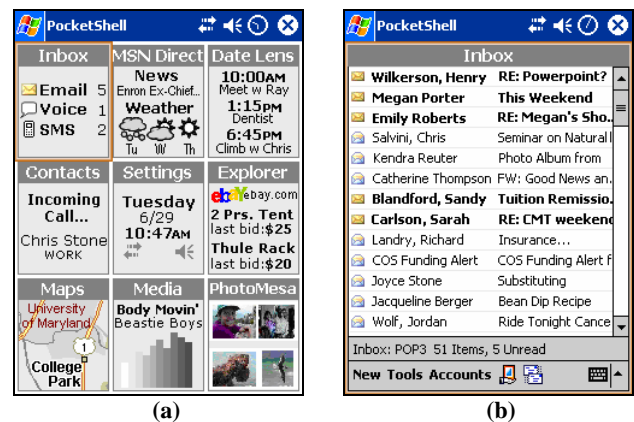 PocketShell
Inbox
Email 5
Voice 1
SMS 2
MSN Direct
News
Enron Ex-Chief...
Weather
Tu W Th
Date Lens
10:00AM
Meet w Ray
1:15PM
Dentist
6:45PM
Climb w Chris
Contacts
Incoming
Call...
Chris Stone
WORK
Settings
Tuesday
6/29
10:47AM
Explorer
ebay ebay.com
2 Prs. Tent
last bid:$25
Thule Rack
last bid:$20
Maps
University
of Maryland
1
College
Park
Media
Body Movin'
Beastie Boys
PhotoMesa
(a)
PocketShell
Inbox
Wilkerson, Henry RE: Powerpoint?
Megan Porter This Weekend
Emily Roberts RE: Megan's Sho..
Salvini, Chris Seminar on Natural l
Kendra Reuter Photo Album from
Catherine Thompson FW: Good News an.
Blandford, Sandy Tuition Remissio.
Carlson, Sarah RE: CMT weekend
Landry, Richard Insurance...
COS Funding Alert COS Funding Alert f
Joyce Stone Substituting
Jacqueline Berger Bean Dip Recipe
Wolf, Jordan Ride Tonight Cance
Inbox: POP3 51 Items, 5 Unread
New Tools Accounts
(b)